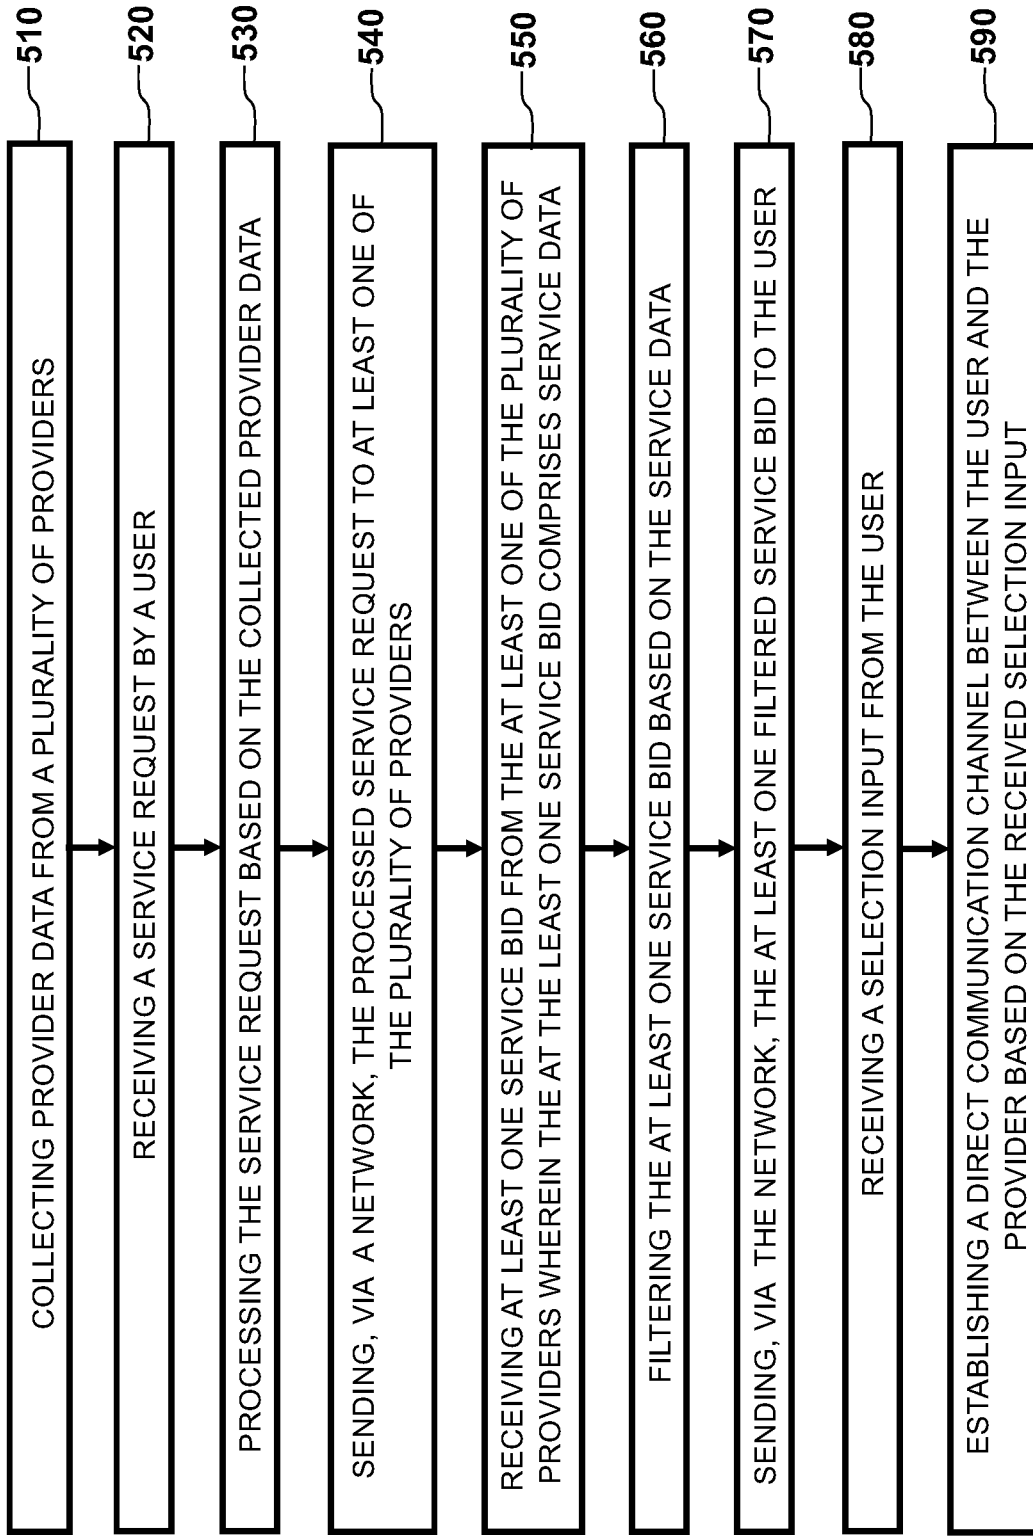 COLLECTING PROVIDER DATA FROM A PLURALITY OF PROVIDERS
510
RECEIVING A SERVICE REQUEST BY A USER
520
PROCESSING THE SERVICE REQUEST BASED ON THE COLLECTED PROVIDER DATA
530
SENDING, VIA A NETWORK, THE PROCESSED SERVICE REQUEST TO AT LEAST ONE OF
THE PLURALITY OF PROVIDERS
540
RECEIVING AT LEAST ONE SERVICE BID FROM THE AT LEAST ONE OF THE PLURALITY OF
PROVIDERS WHEREIN THE AT THE LEAST ONE SERVICE BID COMPRISES SERVICE DATA
550
FILTERING THE AT LEAST ONE SERVICE BID BASED ON THE SERVICE DATA
560
SENDING, VIA THE NETWORK, THE AT LEAST ONE FILTERED SERVICE BID TO THE USER
570
RECEIVING A SELECTION INPUT FROM THE USER
580
ESTABLISHING A DIRECT COMMUNICATION CHANNEL BETWEEN THE USER AND THE
PROVIDER BASED ON THE RECEIVED SELECTION INPUT
590